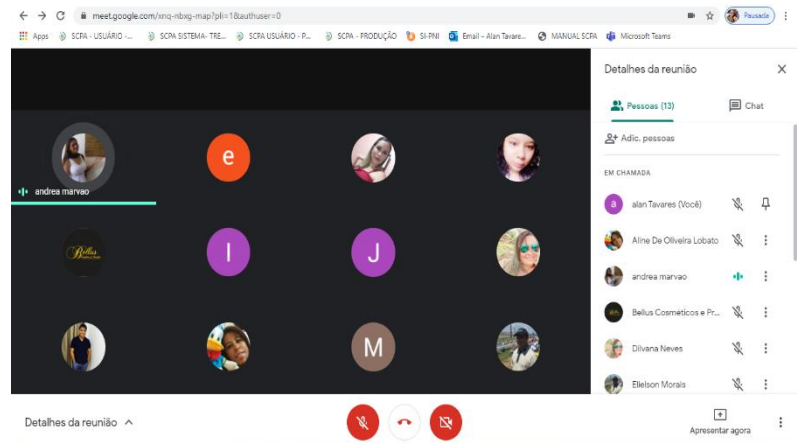 meet.google.com/xnq-nbxg-map?pli=1&authuser=0
Pausada
Apps
SCPA - USUÁRIO -...
SCPA SISTEMA- TRE...
SCPA USUÁRIO - P...
SCPA - PRODUÇÃO
SI-PNI
Email – Alan Tavare...
MANUAL SCPA
Microsoft Teams
Detalhes da reunião
Pessoas (13)
Chat
Adic. pessoas
EM CHAMADA
a
alan Tavares (Você)
Aline De Oliveira Lobato
andrea marvao
Bellus Cosméticos e Pr...
Dilvana Neves
Elielson Morais
e
andrea marvao
Bellus
I
J
M
Detalhes da reunião
Apresentar agora